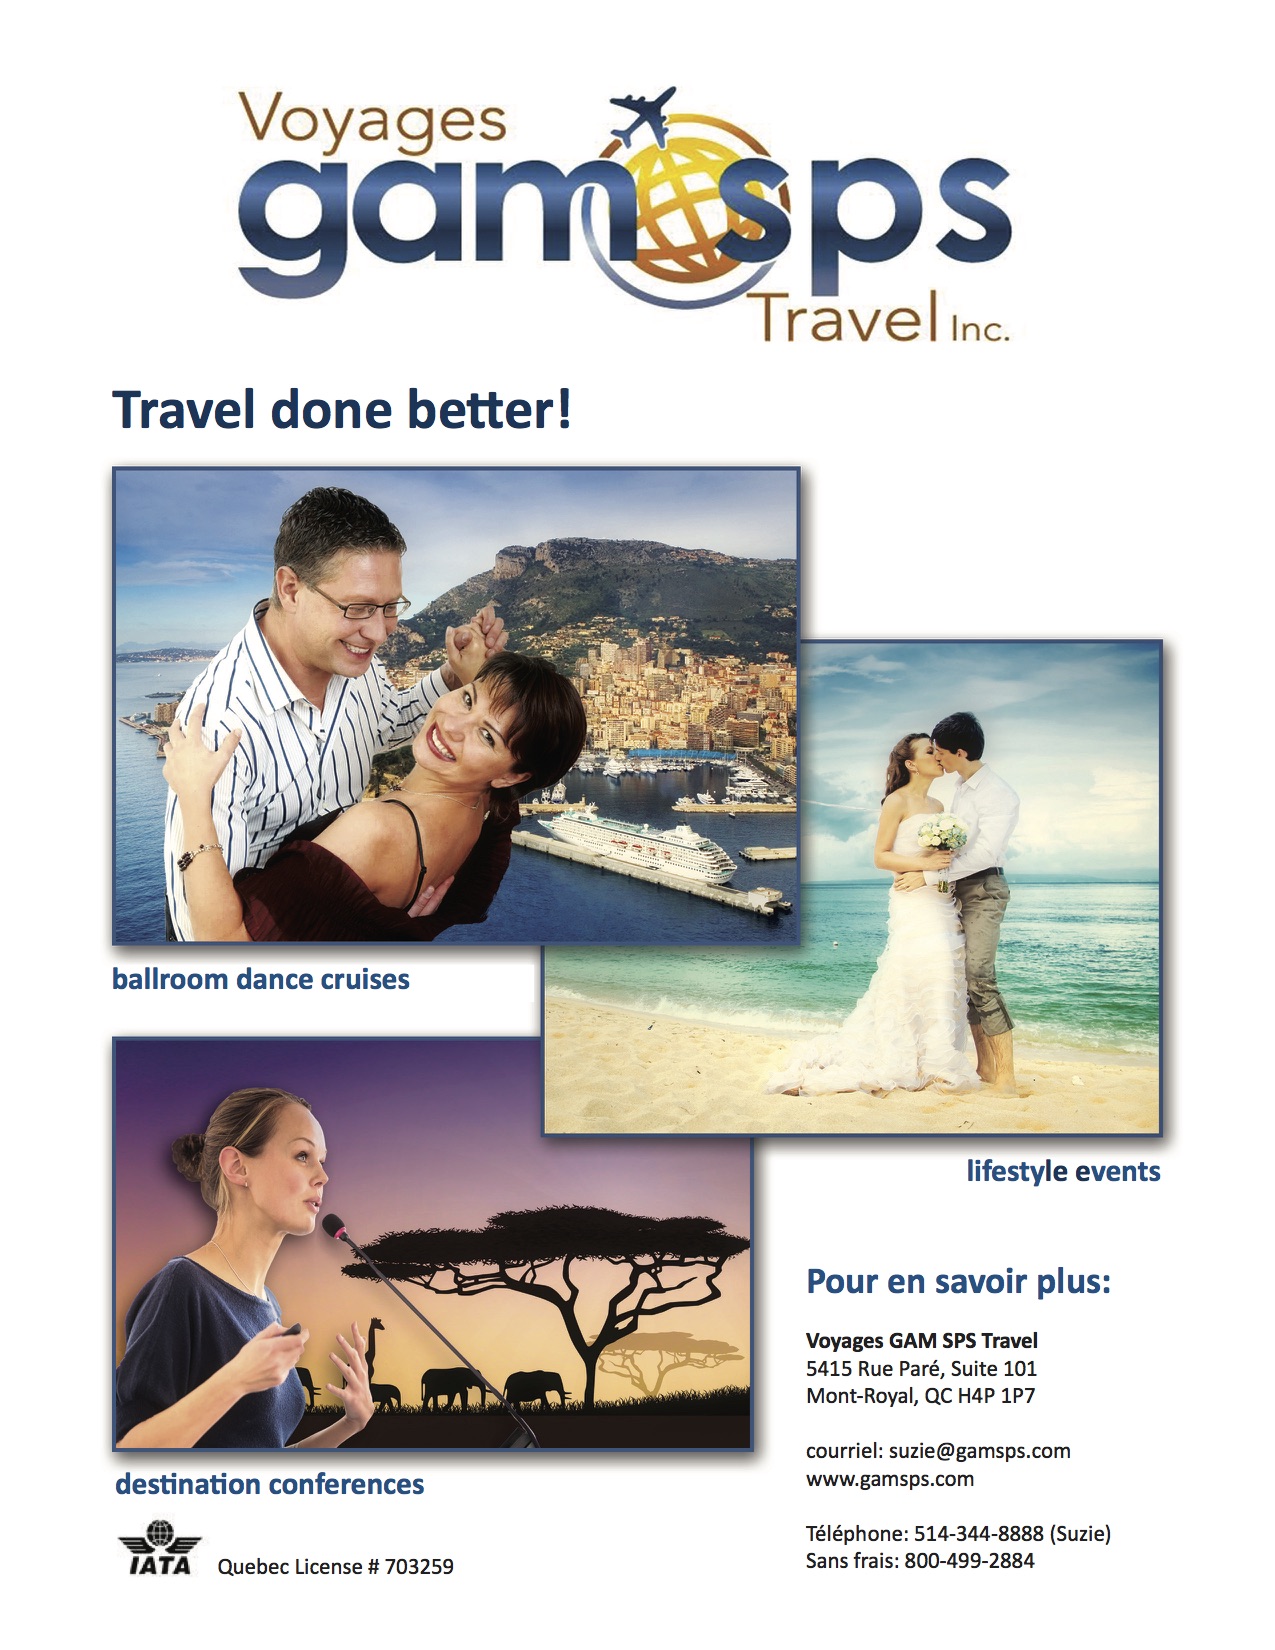 Voyages
gam sps
Travel Inc.
Travel done better!
ballroom dance cruises
lifestyle events
destination conferences
IATA
Quebec License # 703259
Pour en savoir plus:
Voyages GAM SPS Travel
5415 Rue Paré, Suite 101
Mont-Royal, QC H4P 1P7
courriel: suzie@gamsps.com
www.gamsps.com
Téléphone: 514-344-8888 (Suzie)
Sans frais: 800-499-2884